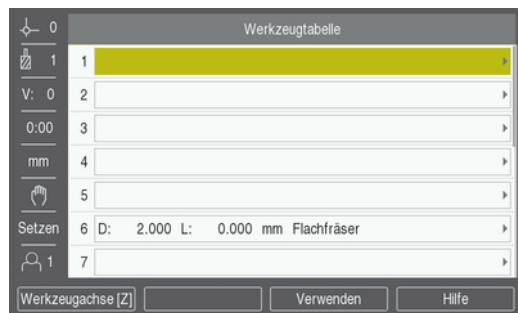 0 Werkzeugtabelle
1 1
V: 0 2
0:00 3
mm 4
5
Setzen 6 D: 2.000 L: 0.000 mm Flachfräser
1 7
Werkzeugachse [Z] Verwenden Hilfe